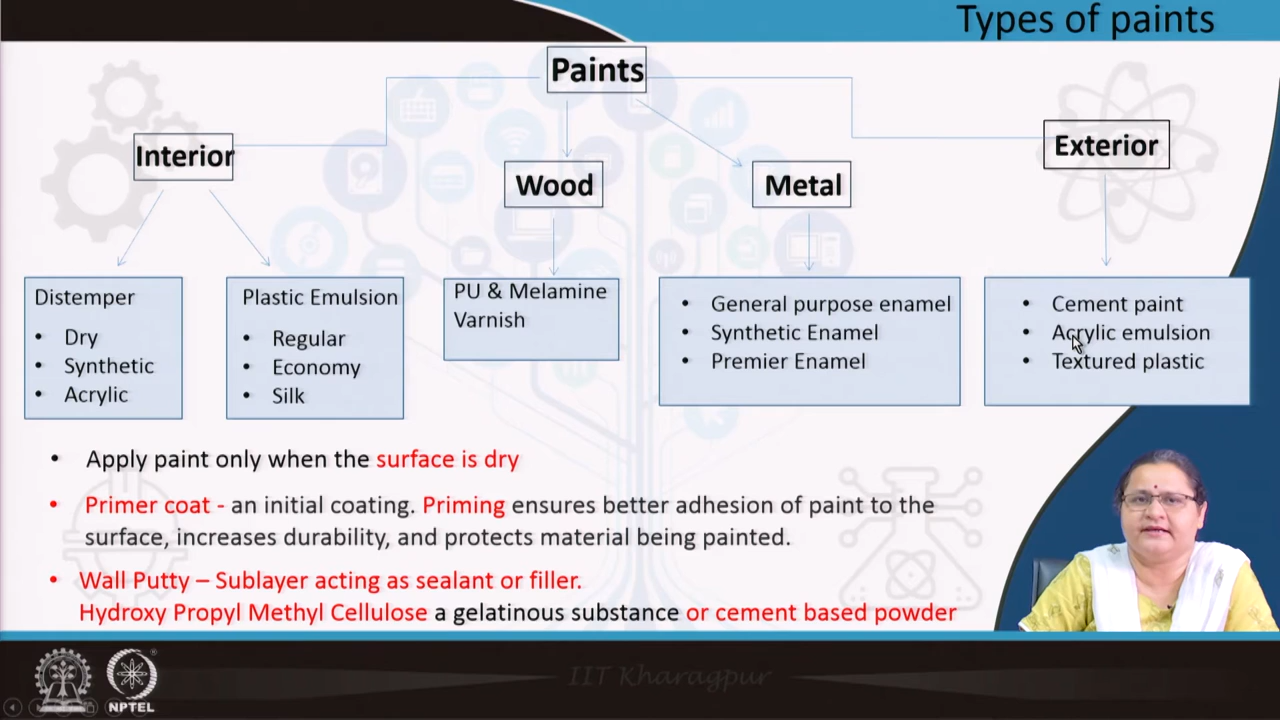 Types of paints
Paints
Interior
Wood
Metal
Exterior
Distemper
• Dry
• Synthetic
• Acrylic
Plastic Emulsion
• Regular
• Economy
• Silk
PU & Melamine
Varnish
• General purpose enamel
• Synthetic Enamel
• Premier Enamel
• Cement paint
• Acrylic emulsion
• Textured plastic
• Apply paint only when the surface is dry
• Primer coat - an initial coating. Priming ensures better adhesion of paint to the
surface, increases durability, and protects material being painted.
• Wall Putty – Sublayer acting as sealant or filler.
Hydroxy Propyl Methyl Cellulose a gelatinous substance or cement based powder
IIT Kharagpur
NPTEL